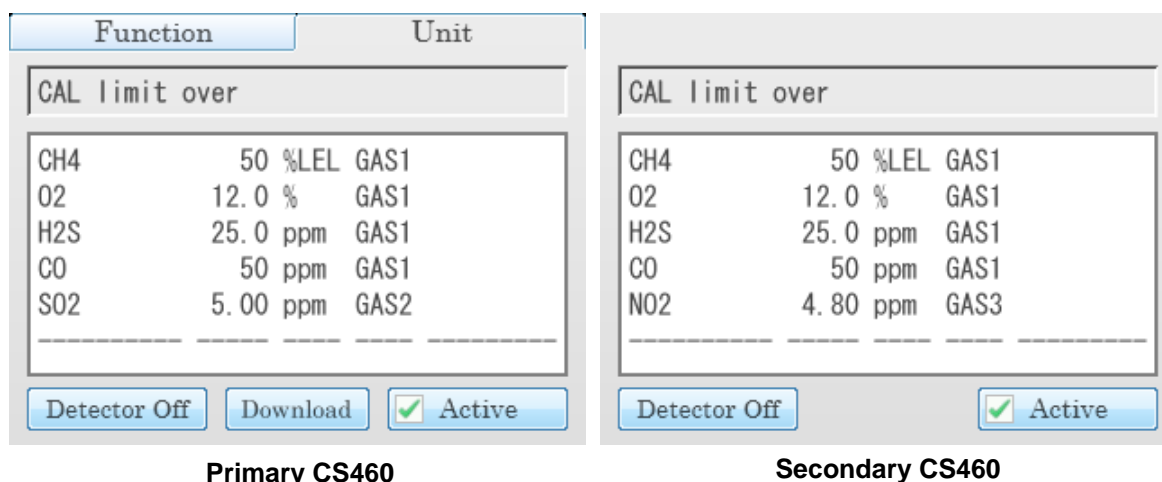 Function Unit
CAL limit over
CH4 50 %LEL GAS1
O2 12.0 % GAS1
H2S 25.0 ppm GAS1
CO 50 ppm GAS1
SO2 5.00 ppm GAS2
---------- ----- ---- ---- ---------
Detector Off Download Active
Primary CS460
CAL limit over
CH4 50 %LEL GAS1
O2 12.0 % GAS1
H2S 25.0 ppm GAS1
CO 50 ppm GAS1
NO2 4.80 ppm GAS3
---------- ----- ---- ---- ---------
Detector Off Active
Secondary CS460